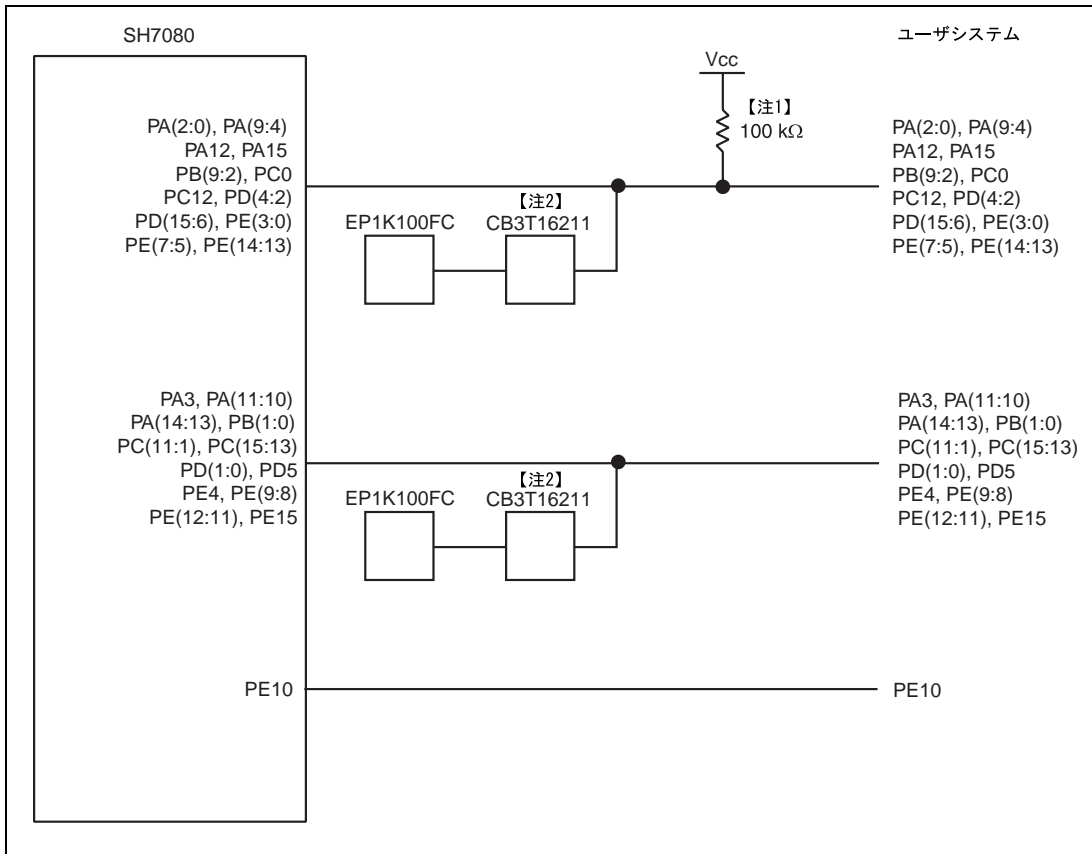 SH7080
ユーザシステム
Vcc
【注1】
100 kΩ
PA(2:0), PA(9:4)
PA12, PA15
PB(9:2), PC0
PC12, PD(4:2)
PD(15:6), PE(3:0)
PE(7:5), PE(14:13)
【注2】
EP1K100FC
CB3T16211
PA(2:0), PA(9:4)
PA12, PA15
PB(9:2), PC0
PC12, PD(4:2)
PD(15:6), PE(3:0)
PE(7:5), PE(14:13)
PA3, PA(11:10)
PA(14:13), PB(1:0)
PC(11:1), PC(15:13)
PD(1:0), PD5
PE4, PE(9:8)
PE(12:11), PE15
【注2】
EP1K100FC
CB3T16211
PA3, PA(11:10)
PA(14:13), PB(1:0)
PC(11:1), PC(15:13)
PD(1:0), PD5
PE4, PE(9:8)
PE(12:11), PE15
PE10
PE10